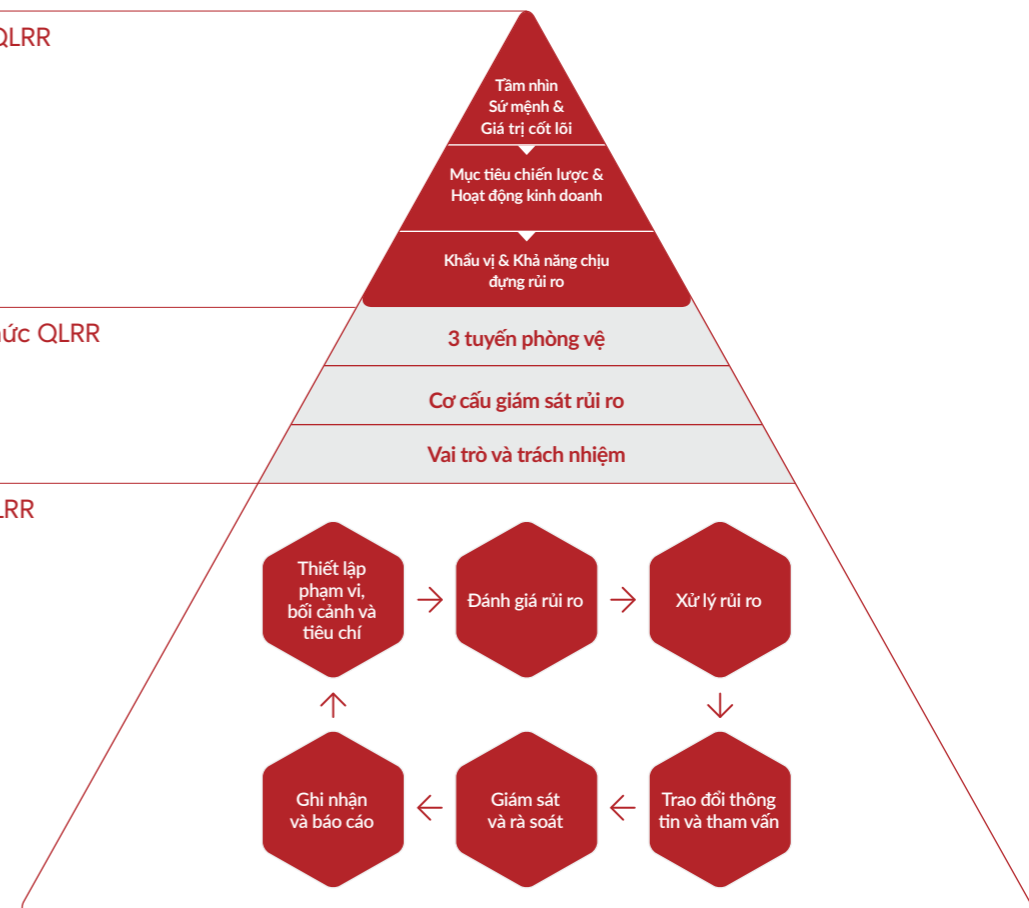 QLRR
Tầm nhìn
Sứ mệnh &
Giá trị cốt lõi
Mục tiêu chiến lược &
Hoạt động kinh doanh
Khẩu vị & Khả năng chịu
đựng rủi ro
QLRR
3 tuyến phòng vệ
Cơ cấu giám sát rủi ro
Vai trò và trách nhiệm
Thiết lập
phạm vi,
bối cảnh và
tiêu chí
Đánh giá rủi ro
Xử lý rủi ro
Ghi nhận
và báo cáo
Giám sát
và rà soát
Trao đổi thông
tin và tham vấn